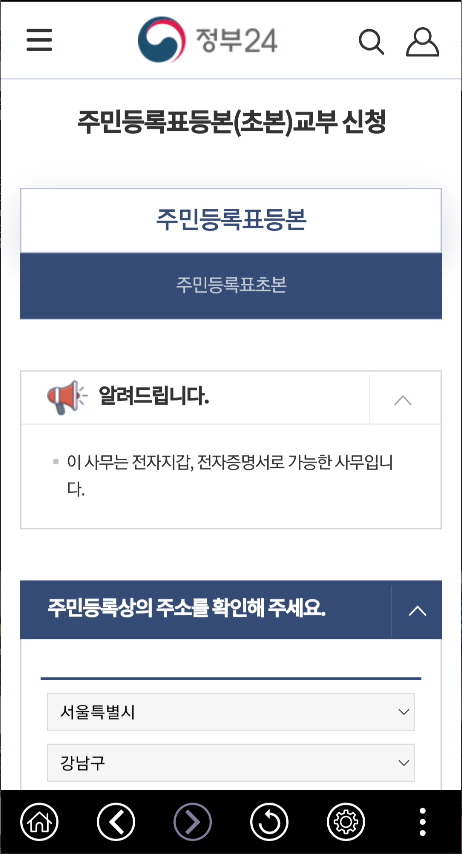 정부24
주민등록표등본(초본)교부 신청
주민등록표등본
주민등록표초본
알려드립니다.
이 사무는 전자지갑, 전자증명서로 가능한 사무입니
다.
주민등록상의 주소를 확인해 주세요.
서울특별시
강남구